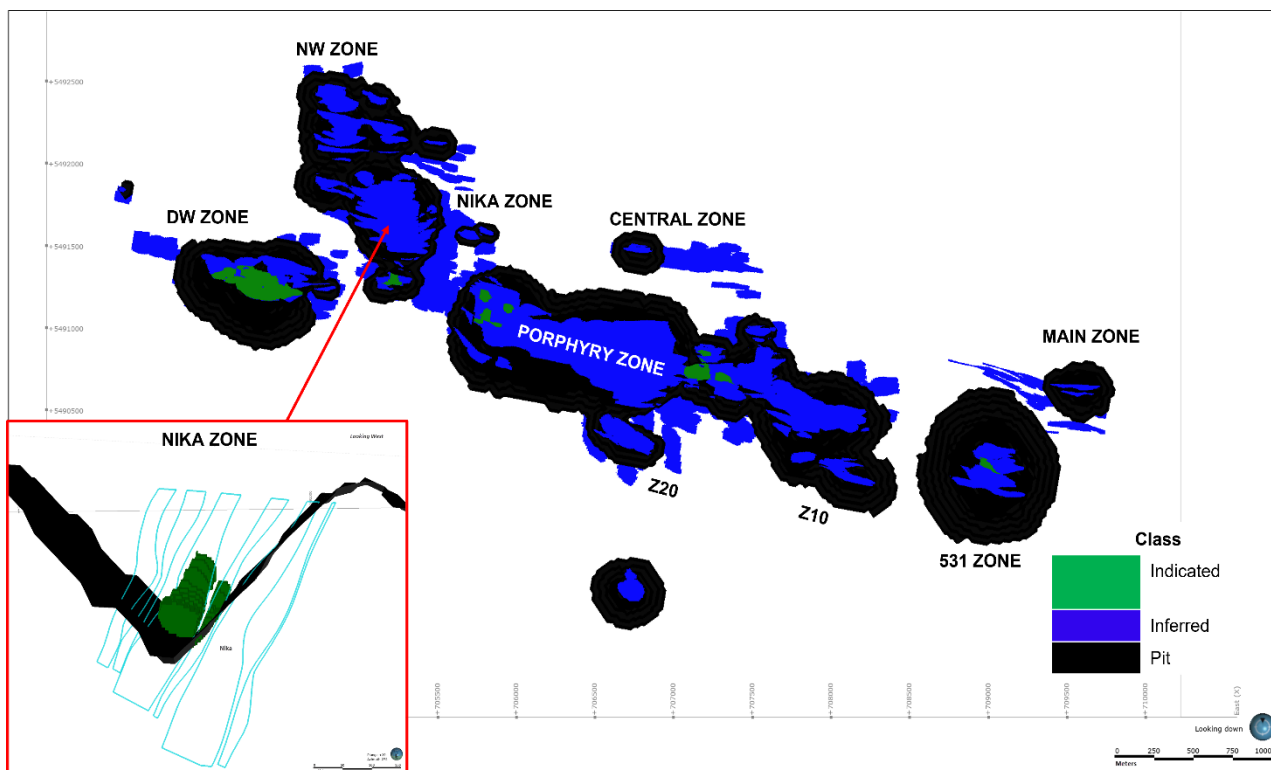 NW ZONE
+5492500
+5492000
DW ZONE
NIKA ZONE
CENTRAL ZONE
+5491500
+5491000
PORPHYRY ZONE
MAIN ZONE
+5490500
Z20
Z10
531 ZONE
NIKA ZONE
Looking West
Nika
Class
Indicated
Inferred
Pit
+705500
+706000
+706500
+707000
+707500
+708000
+708500
+709000
+709500
+710000
East (X)
Looking down
0 250 500 750 1000
Meters